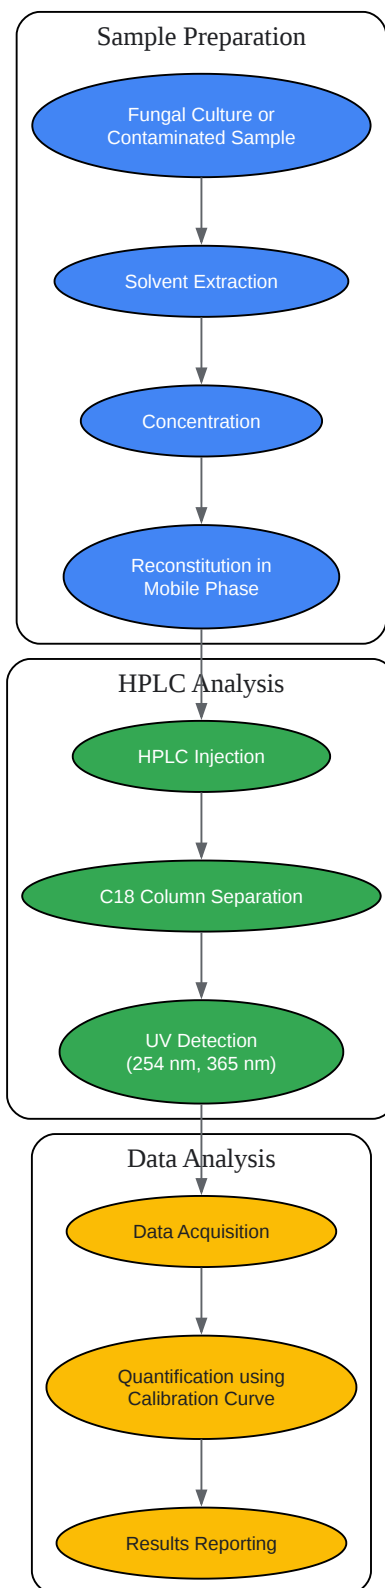 Sample Preparation
Fungal Culture or
Contaminated Sample
Solvent Extraction
Concentration
Reconstitution in
Mobile Phase
HPLC Analysis
HPLC Injection
C18 Column Separation
UV Detection
(254 nm, 365 nm)
Data Analysis
Data Acquisition
Quantification using
Calibration Curve
Results Reporting